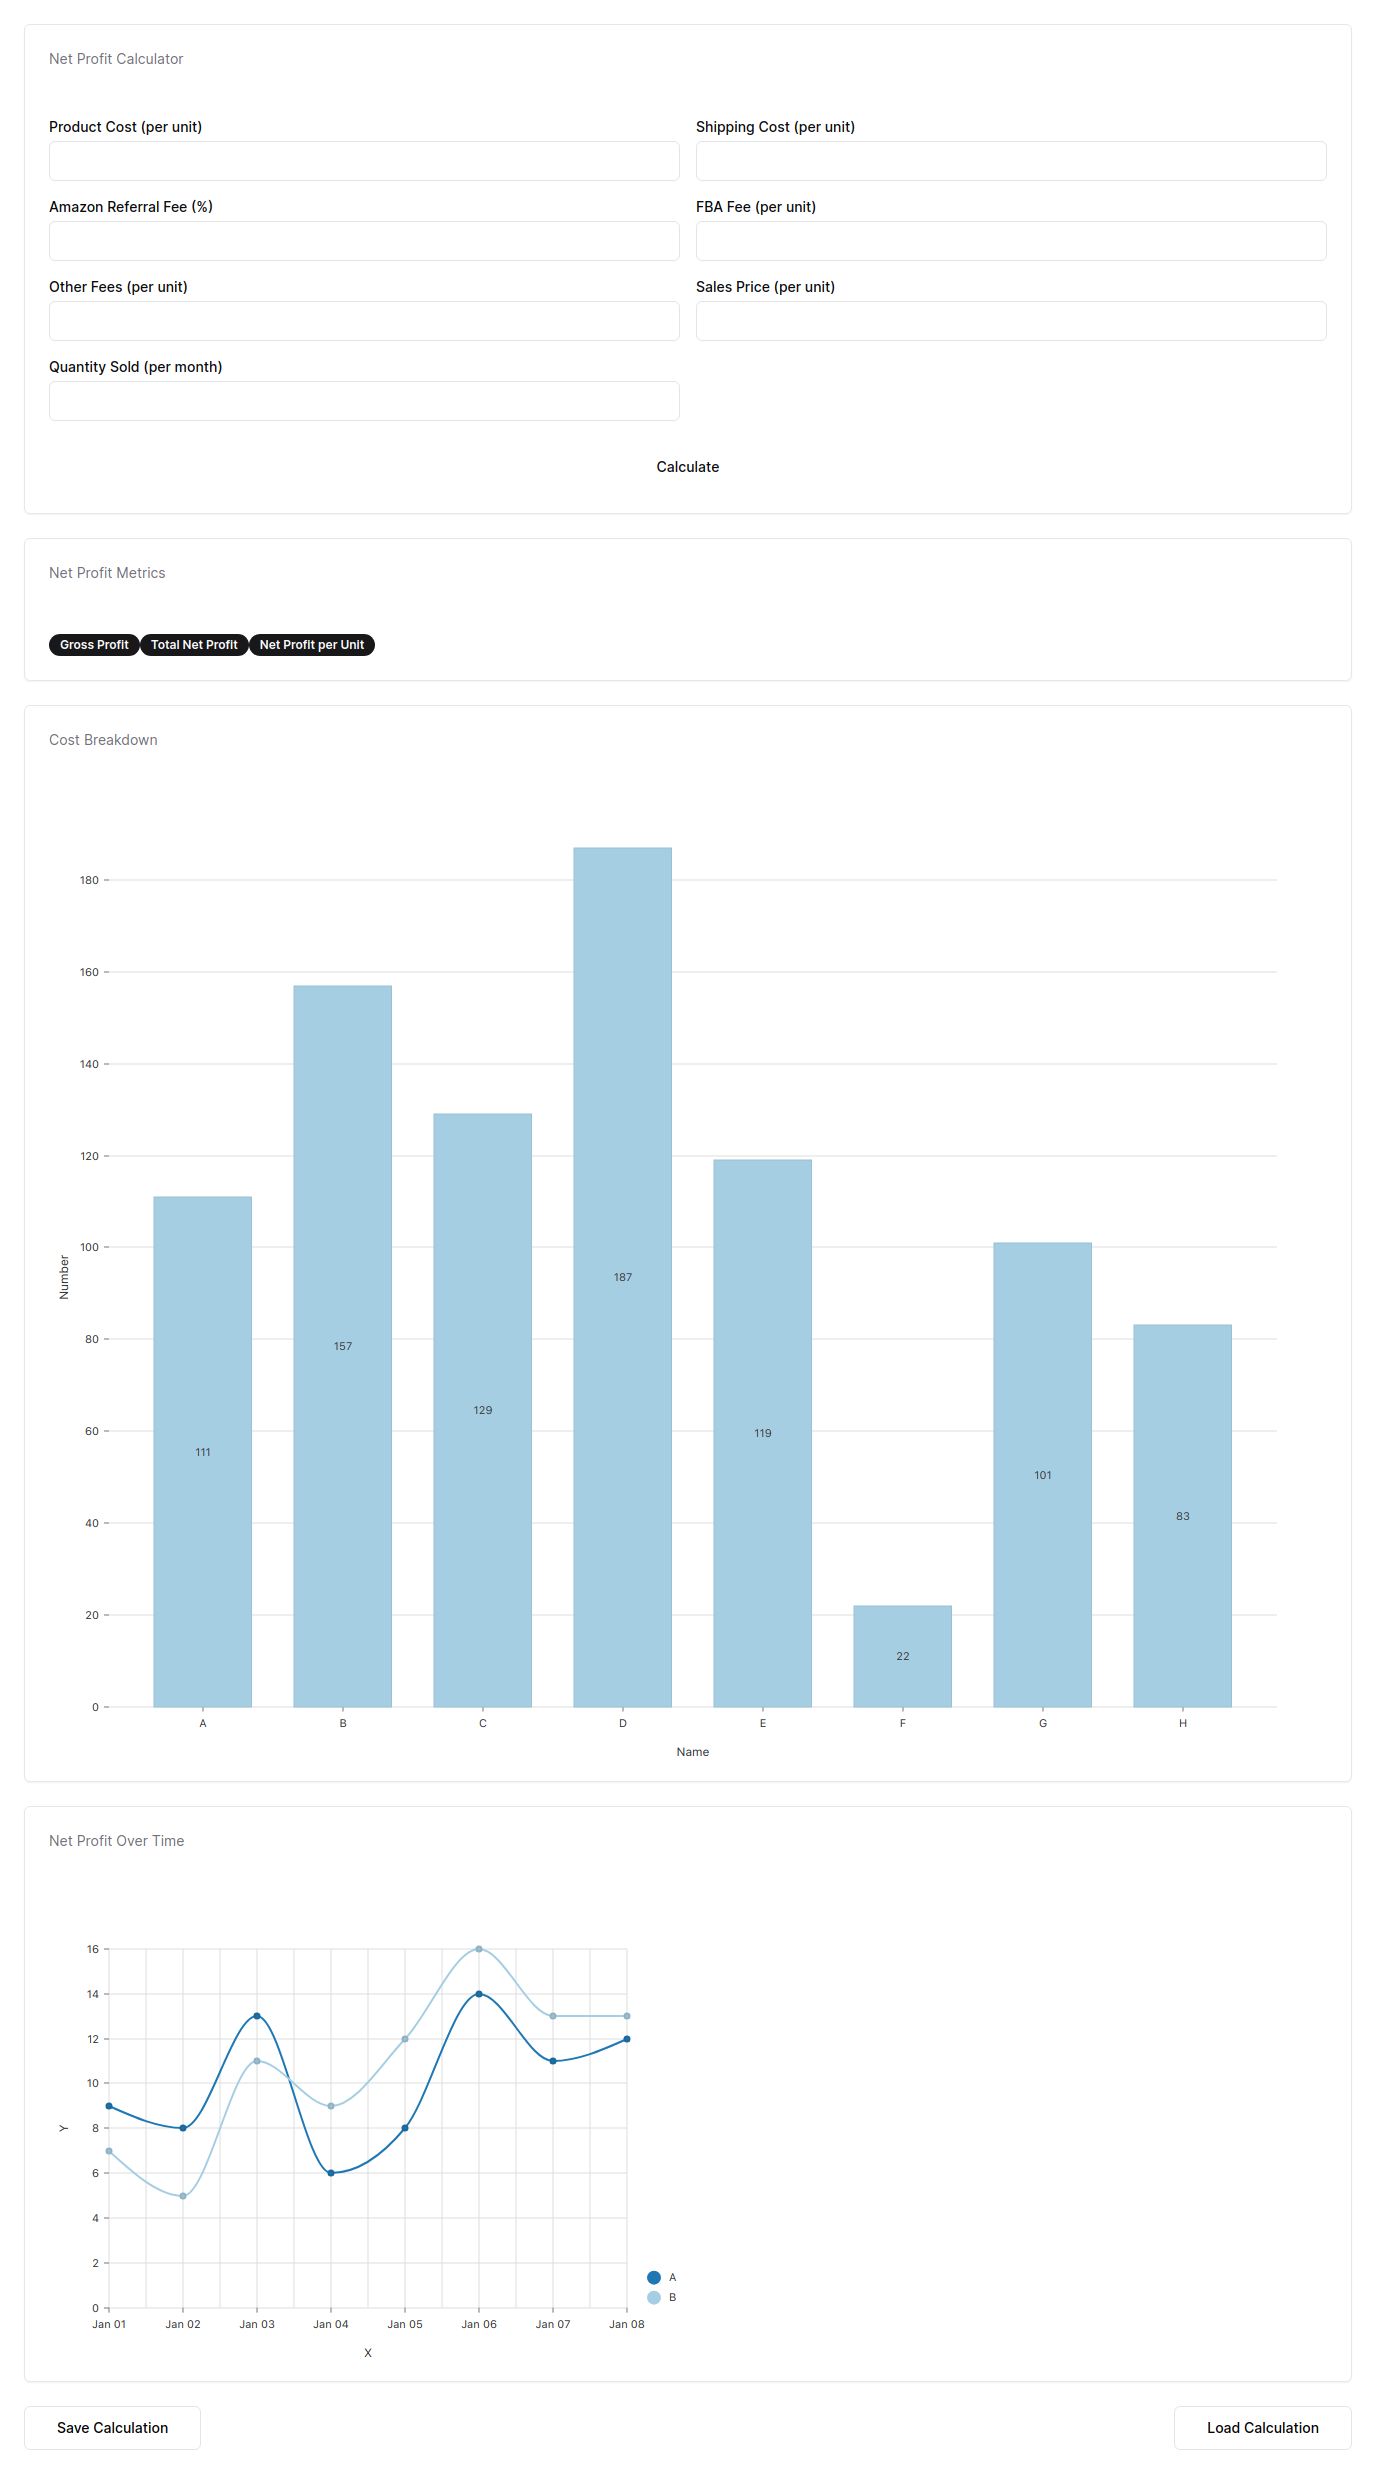 Net Profit Calculator
Product Cost (per unit) Shipping Cost (per unit)
Amazon Referral Fee (%) FBA Fee (per unit)
Other Fees (per unit) Sales Price (per unit)
Quantity Sold (per month)
Calculate
Net Profit Metrics
Gross Profit Total Net Profit Net Profit per Unit
Cost Breakdown
180
160
140
120
100
Number
187
80
157
129
60
119
111
101
40
83
20
22
0
A B C D E F G H
Name
Net Profit Over Time
16
14
12
10
Y
8
6
4
2
A
B
0
Jan 01 Jan 02 Jan 03 Jan 04 Jan 05 Jan 06 Jan 07 Jan 08
X
Save Calculation Load Calculation